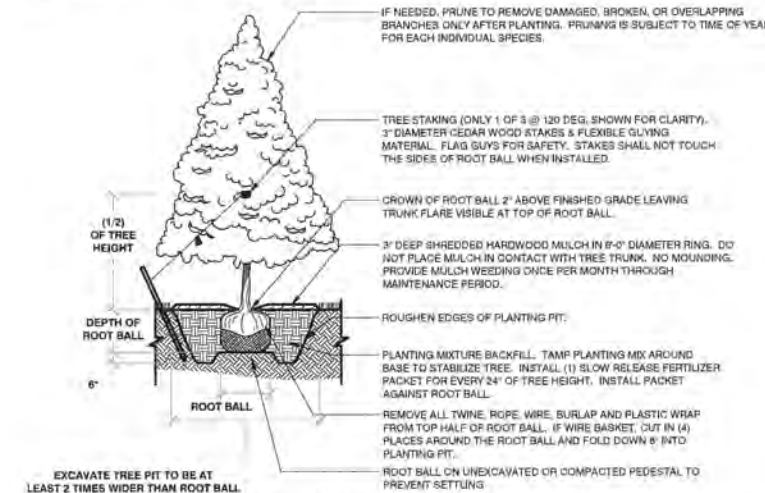 IF NEEDED, PRUNE TO REMOVE DAMAGED, BROKEN, OR OVERLAPPING
BRANCHES ONLY AFTER PLANTING. PRUNING IS SUBJECT TO TIME OF YEAR
FOR EACH INDIVIDUAL SPECIES.
TREE STAKING (ONLY 1 OF 3 @ 120 DEG. SHOWN FOR CLARITY).
3" DIAMETER CEDAR WOOD STAKES & FLEXIBLE GUYING
MATERIAL. FLAG GUYS FOR SAFETY. STAKES SHALL NOT TOUCH
THE SIDES OF ROOT BALL WHEN INSTALLED.
(1/2)
OF TREE
HEIGHT
CROWN OF ROOT BALL 2" ABOVE FINISHED GRADE LEAVING
TRUNK FLARE VISIBLE AT TOP OF ROOT BALL.
3" DEEP SHREDDED HARDWOOD MULCH IN 6'-0" DIAMETER RING. DO
NOT PLACE MULCH IN CONTACT WITH TREE TRUNK. NO MOUNDING.
PROVIDE MULCH WEEDING ONCE PER MONTH THROUGH
MAINTENANCE PERIOD.
DEPTH OF
ROOT BALL
ROUGHEN EDGES OF PLANTING PIT.
PLANTING MIXTURE BACKFILL. TAMP PLANTING MIX AROUND
BASE TO STABILIZE TREE. INSTALL (1) SLOW RELEASE FERTILIZER
PACKET FOR EVERY 24" OF TREE HEIGHT. INSTALL PACKET
AGAINST ROOT BALL.
6"
ROOT BALL
REMOVE ALL TWINE, ROPE, WIRE, BURLAP AND PLASTIC WRAP
FROM TOP HALF OF ROOT BALL. IF WIRE BASKET, CUT IN (4)
PLACES AROUND THE ROOT BALL AND FOLD DOWN 8" INTO
PLANTING PIT.
ROOT BALL ON UNEXCAVATED OR COMPACTED PEDESTAL TO
PREVENT SETTLING
EXCAVATE TREE PIT TO BE AT
LEAST 2 TIMES WIDER THAN ROOT BALL